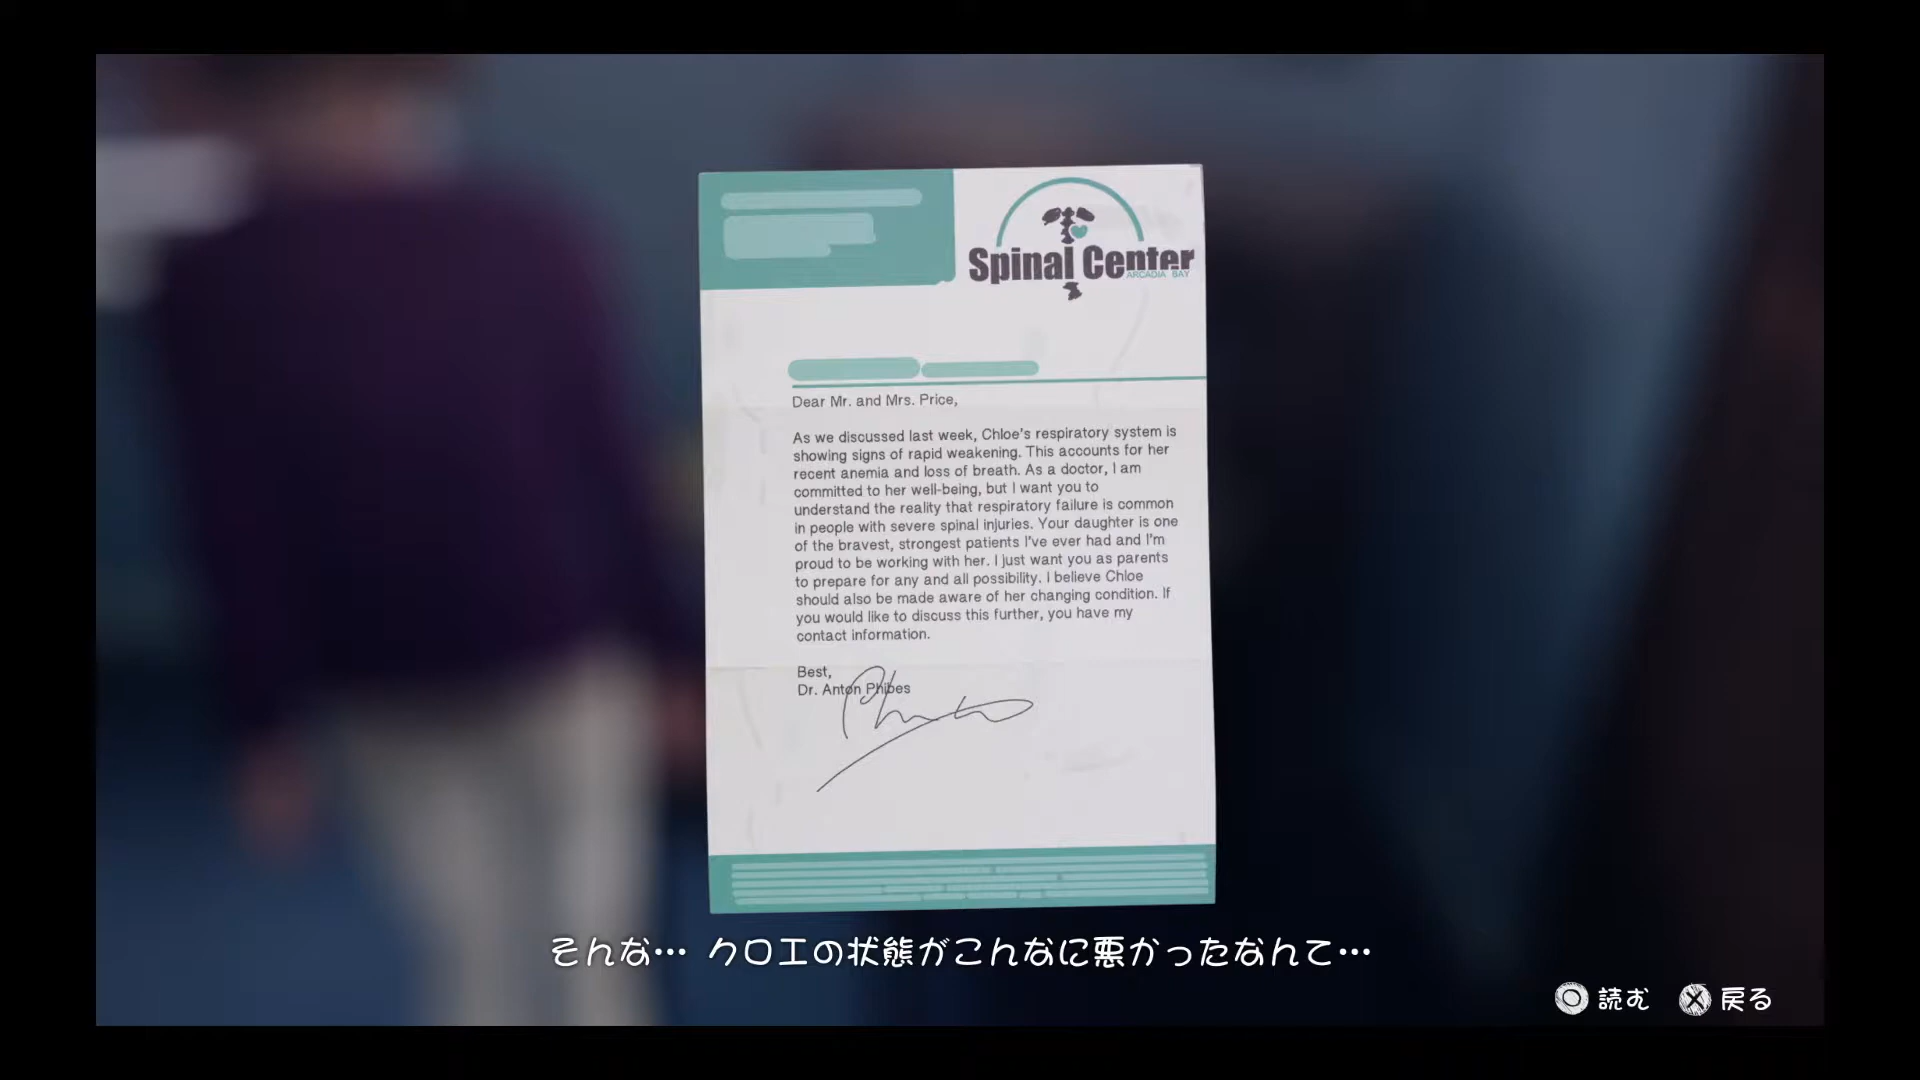 Spinal Center
ARCADIA BAY
Dear Mr. and Mrs. Price,
As we discussed last week, Chloe's respiratory system is
showing signs of rapid weakening. This accounts for her
recent anemia and loss of breath. As a doctor, I am
committed to her well-being, but I want you to
understand the reality that respiratory failure is common
in people with severe spinal injuries. Your daughter is one
of the bravest, strongest patients I've ever had and I'm
proud to be working with her. I just want you as parents
to prepare for any and all possibility. I believe Chloe
should also be made aware of her changing condition. If
you would like to discuss this further, you have my
contact information.
Best,
Dr. Anton Phibes
そんな… クロエの状態がこんなに悪かったなんて…
読む 戻る